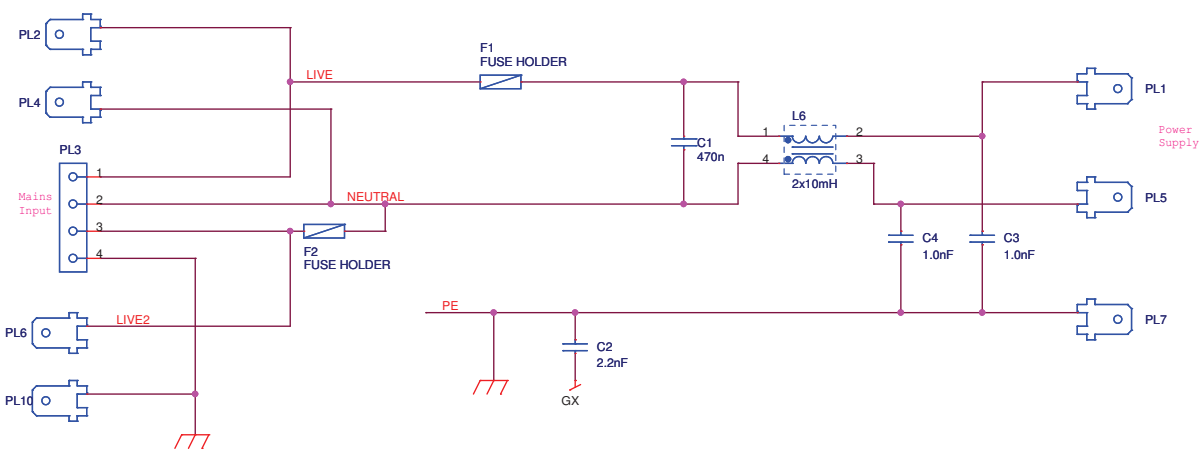 PL2
PL4
PL3
1
2
3
4
Mains
Input
LIVE
NEUTRAL
F1
FUSE HOLDER
F2
FUSE HOLDER
LIVE2
PL6
PL10
C1
470n
L6
1
2
4
3
2x10mH
PL1
Power
Supply
PL5
C4
1.0nF
C3
1.0nF
PE
C2
2.2nF
GX
PL7